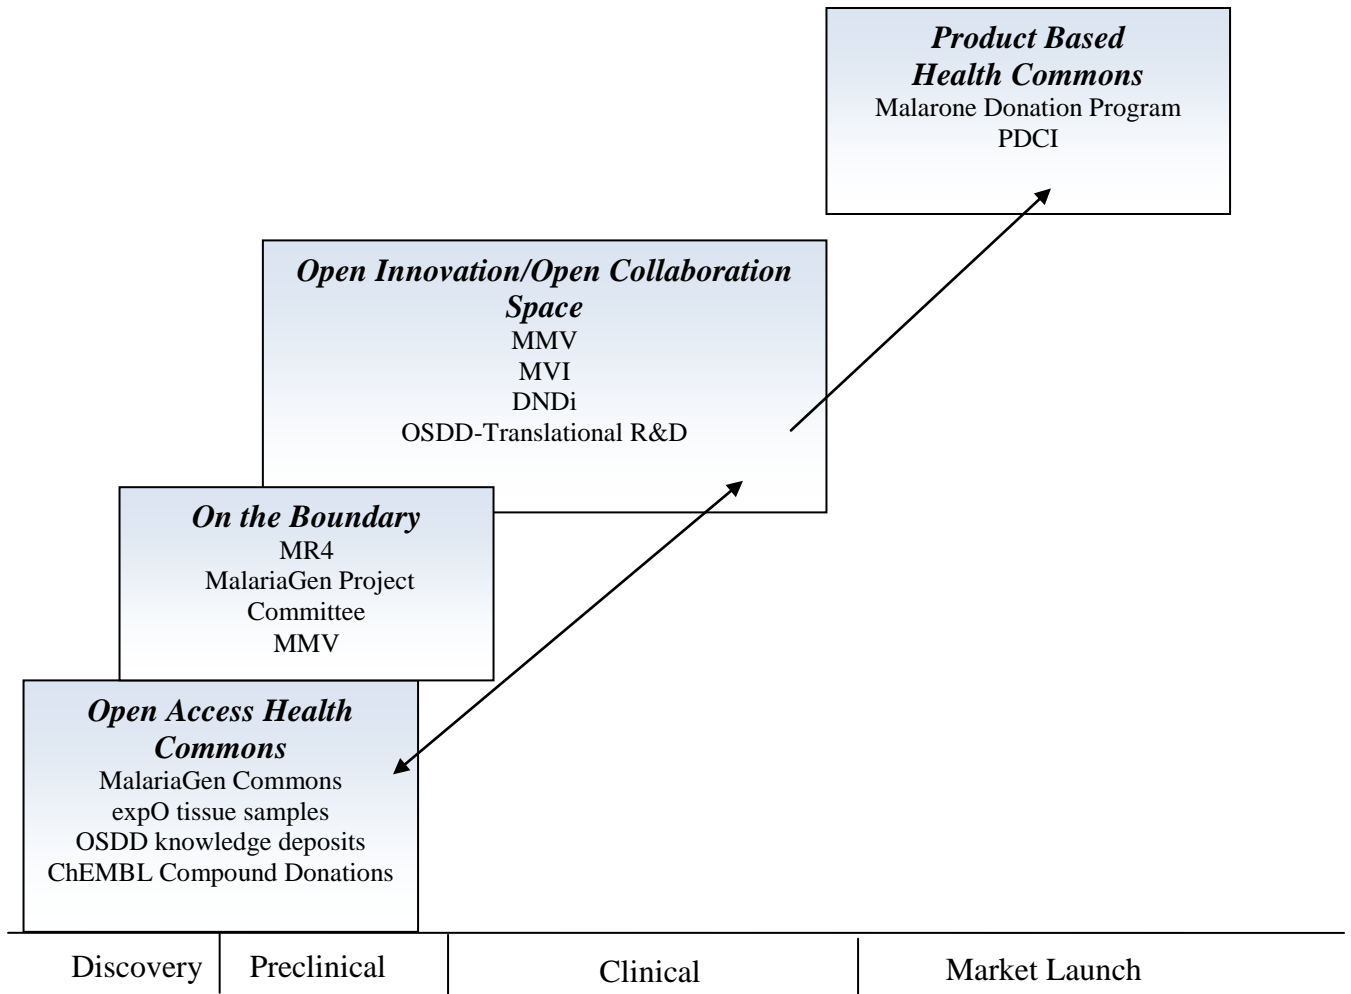 Product Based
Health Commons
Malarone Donation Program
PDCI
Open Innovation/Open Collaboration
Space
MMV
MVI
DNDi
OSDD-Translational R&D
On the Boundary
MR4
MalariaGen Project
Committee
MMV
Open Access Health
Commons
MalariaGen Commons
expO tissue samples
OSDD knowledge deposits
ChEMBL Compound Donations
Discovery
Preclinical
Clinical
Market Launch